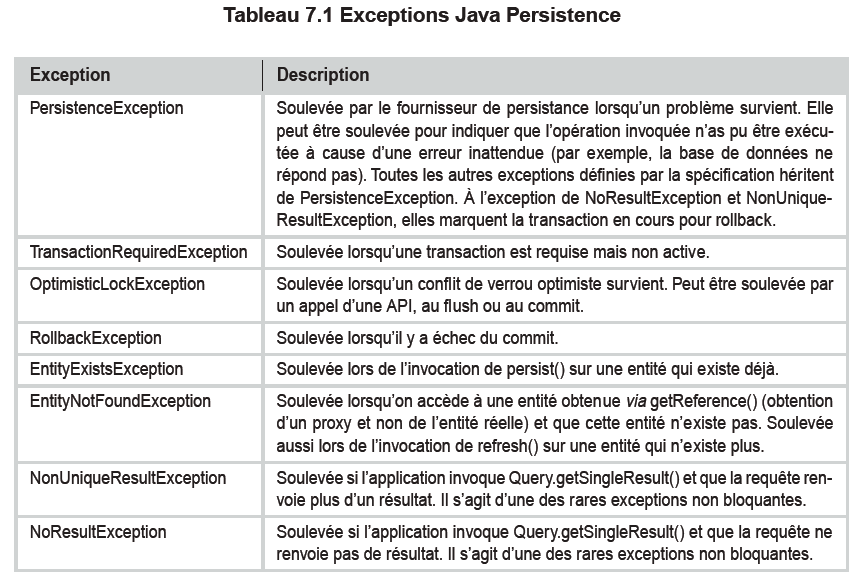 Tableau 7.1 Exceptions Java Persistence
Exception Description
PersistenceException Soulevée par le fournisseur de persistance lorsqu'un problème survient. Elle
peut être soulevée pour indiquer que l'opération invoquée n'as pu être exécu-
tée à cause d'une erreur inattendue (par exemple, la base de données ne
répond pas). Toutes les autres exceptions définies par la spécification héritent
de PersistenceException. À l'exception de NoResultException et NonUnique-
ResultException, elles marquent la transaction en cours pour rollback.
TransactionRequiredException Soulevée lorsqu'une transaction est requise mais non active.
OptimisticLockException Soulevée lorsqu'un conflit de verrou optimiste survient. Peut être soulevée par
un appel d'une API, au flush ou au commit.
RollbackException Soulevée lorsqu'il y a échec du commit.
EntityExistsException Soulevée lors de l'invocation de persist() sur une entité qui existe déjà.
EntityNotFoundException Soulevée lorsqu'on accède à une entité obtenue via getReference() (obtention
d'un proxy et non de l'entité réelle) et que cette entité n'existe pas. Soulevée
aussi lors de l'invocation de refresh() sur une entité qui n'existe plus.
NonUniqueResultException Soulevée si l'application invoque Query.getSingleResult() et que la requête ren-
voie plus d'un résultat. Il s'agit d'une des rares exceptions non bloquantes.
NoResultException Soulevée si l'application invoque Query.getSingleResult() et que la requête ne
renvoie pas de résultat. Il s'agit d'une des rares exceptions non bloquantes.